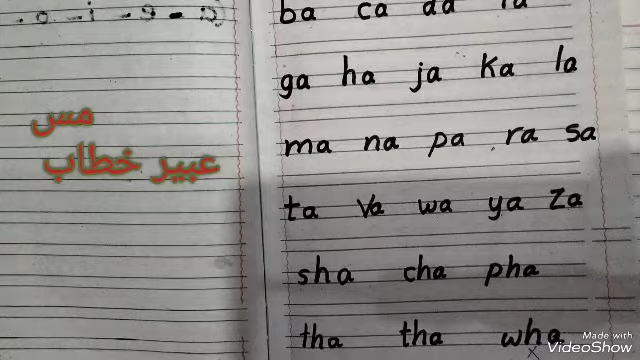 ba ca da
ga ha ja ka la
ma na pa ra sa
ta va wa ya za
sha cha pha
tha tha wha
x
مس
عبير خطاب
Made with
VideoShow